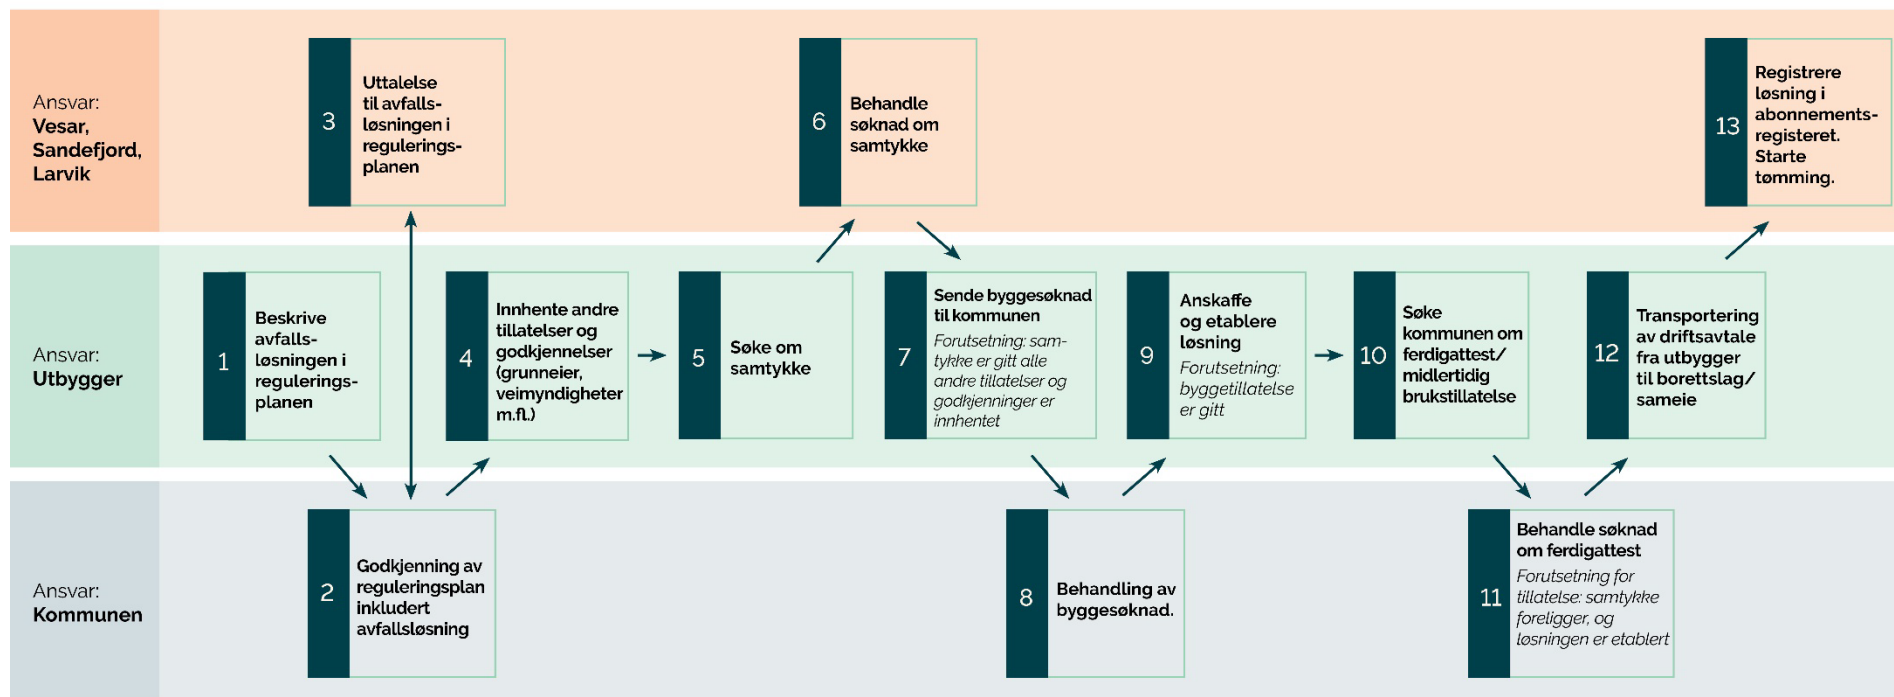 Ansvar:
Vesar,
Sandefjord,
Larvik
3
Uttalelse
til avfalls-
løsningen i
regulerings-
planen
6
Behandle
søknad om
samtykke
13
Registrere
løsning i
abonnements-
registeret.
Starte
tømming.
Ansvar:
Utbygger
1
Beskrive
avfalls-
løsningen i
regulerings-
planen
4
Innhente andre
tillatelser og
godkjennelser
(grunneier,
veimyndigheter
m.fl.)
5
Søke om
samtykke
7
Sende byggesøknad
til kommunen
Forutsetning: sam-
tykke er gitt alle
andre tillatelser og
godkjenninger er
innhentet
9
Anskaffe
og etablere
løsning
Forutsetning:
byggetillatelse
er gitt
10
Søke
kommunen om
ferdigattest/
midlertidig
brukstillatelse
12
Transportering
av driftsavtale
fra utbygger
til borettslag/
sameie
Ansvar:
Kommunen
2
Godkjenning av
reguleringsplan
inkludert
avfallsløsning
8
Behandling av
byggesøknad.
11
Behandle søknad
om ferdigattest
Forutsetning for
tillatelse: samtykke
foreligger, og
løsningen er etablert